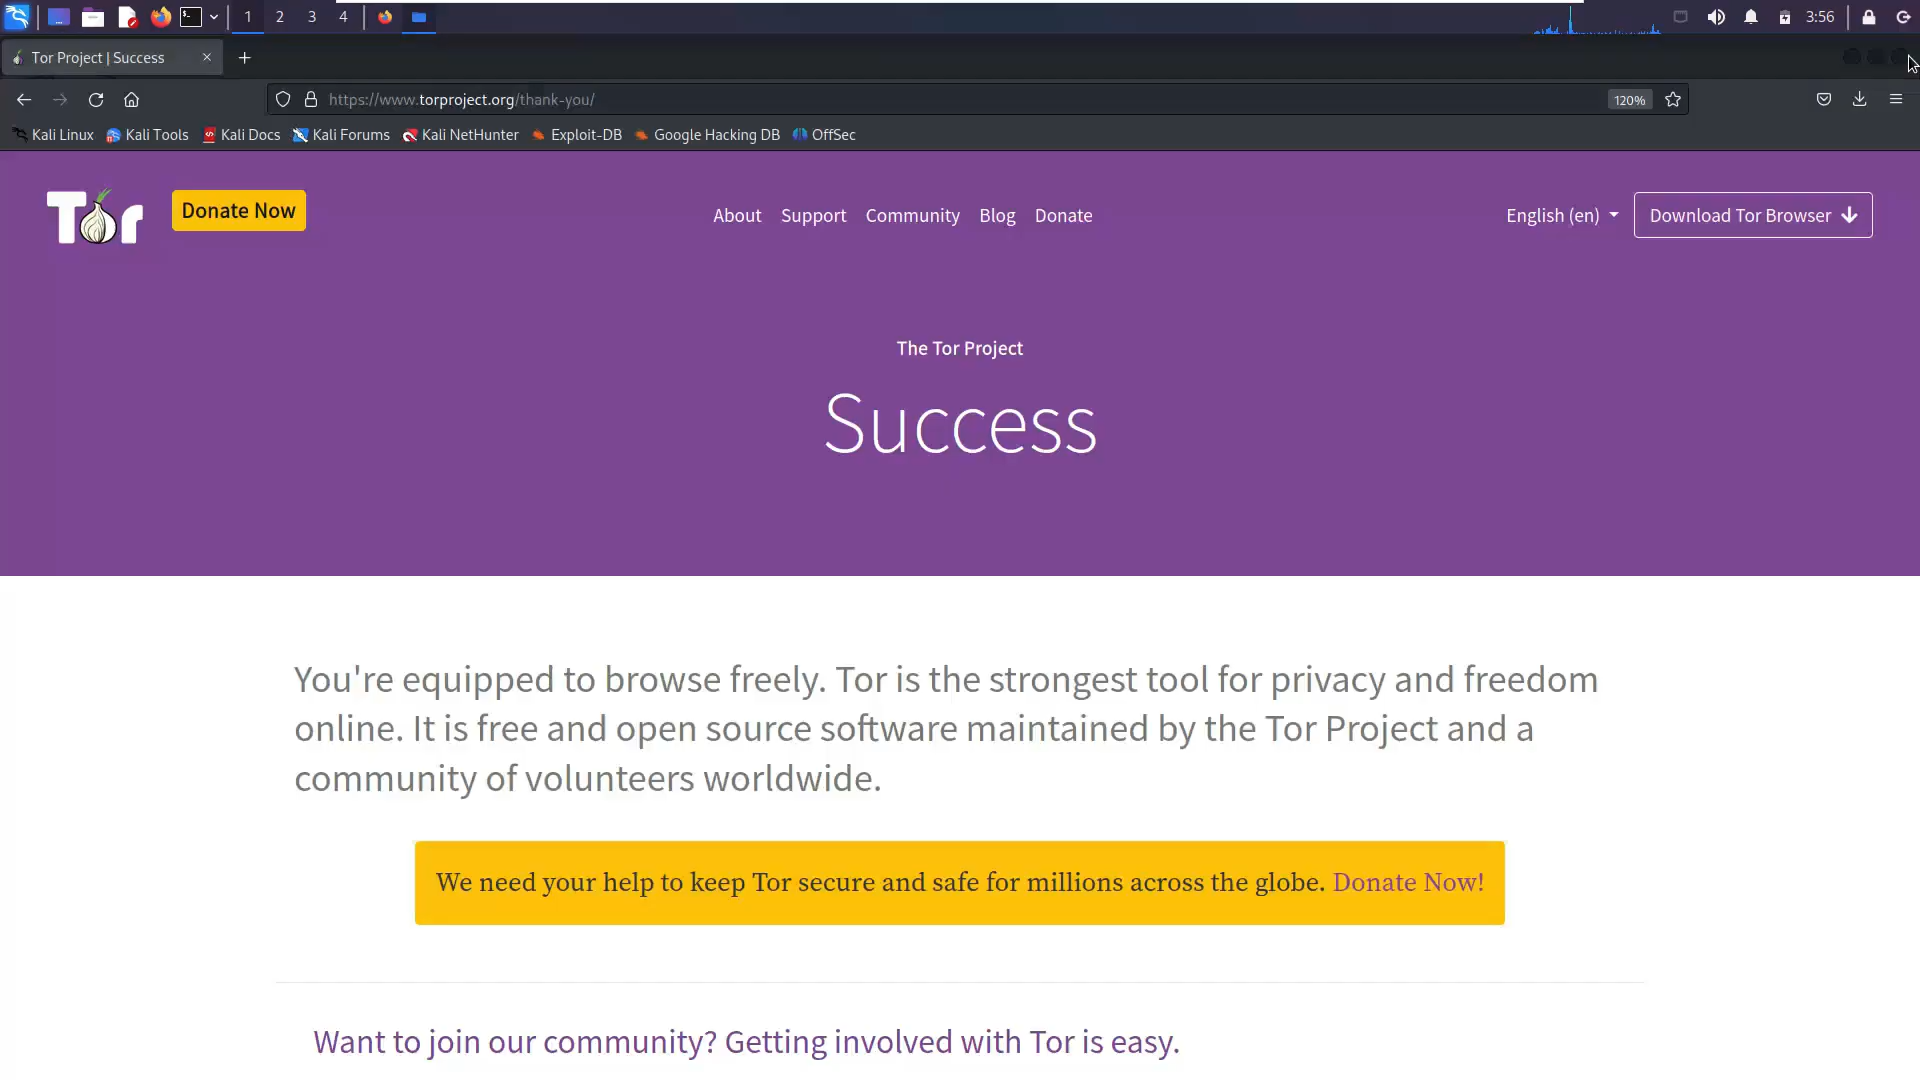 1 2 3 4
3:56
Tor Project | Success
https://www.torproject.org/thank-you/
120%
Kali Linux Kali Tools Kali Docs Kali Forums Kali NetHunter Exploit-DB Google Hacking DB OffSec
Tor Donate Now About Support Community Blog Donate English (en) Download Tor Browser
The Tor Project
Success
You're equipped to browse freely. Tor is the strongest tool for privacy and freedom
online. It is free and open source software maintained by the Tor Project and a
community of volunteers worldwide.
We need your help to keep Tor secure and safe for millions across the globe. Donate Now!
Want to join our community? Getting involved with Tor is easy.